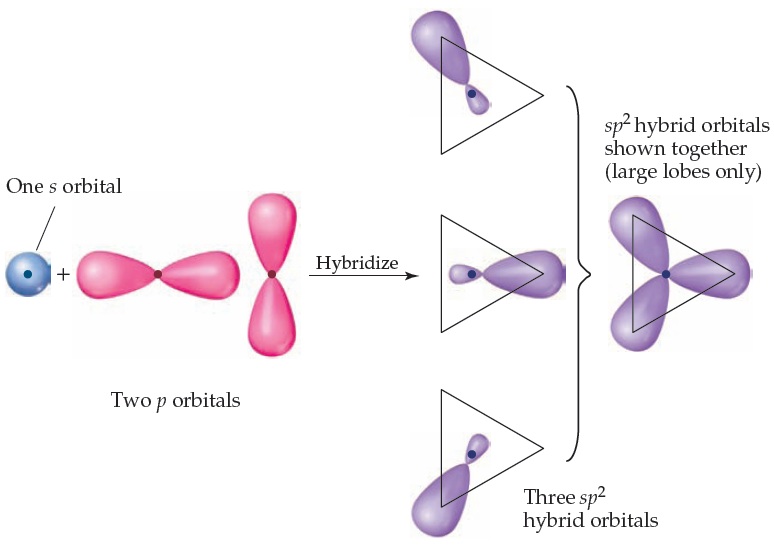 One s orbital
+
Two p orbitals
Hybridize
sp² hybrid orbitals
shown together
(large lobes only)
Three sp²
hybrid orbitals